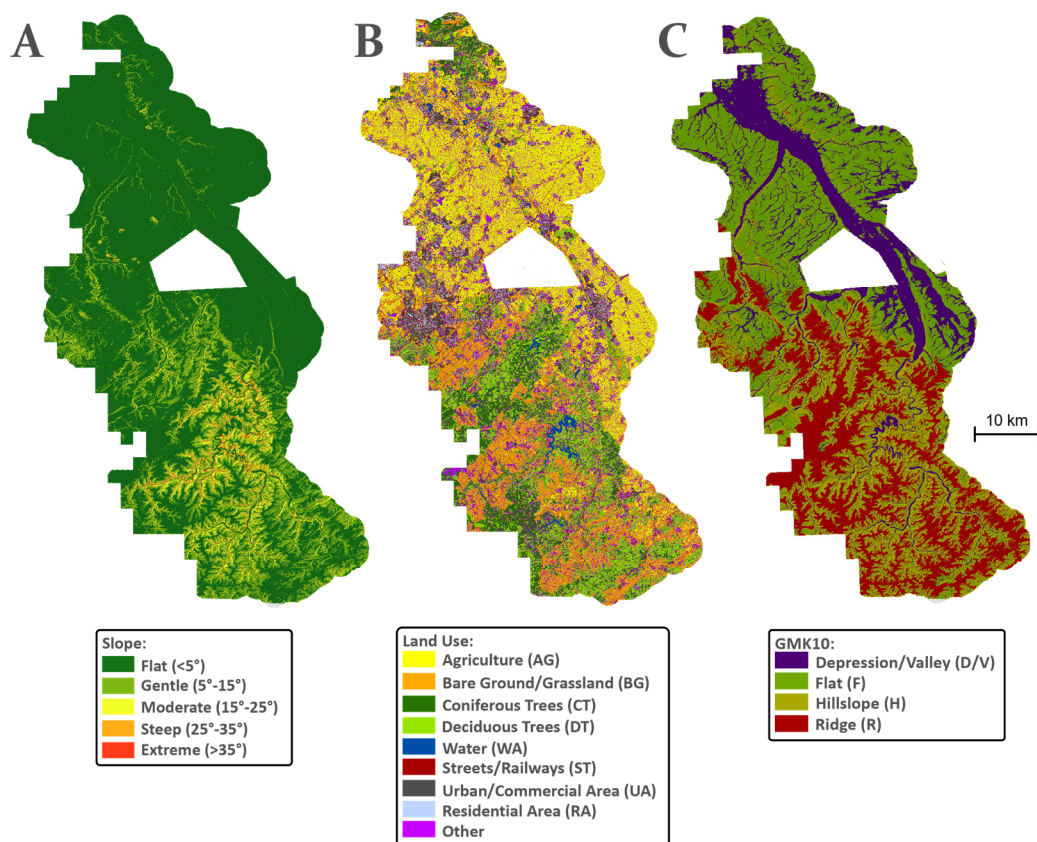 A
B
C
10 km
Slope:
Flat (<5°)
Gentle (5°-15°)
Moderate (15°-25°)
Steep (25°-35°)
Extreme (>35°)
Land Use:
Agriculture (AG)
Bare Ground/Grassland (BG)
Coniferous Trees (CT)
Deciduous Trees (DT)
Water (WA)
Streets/Railways (ST)
Urban/Commercial Area (UA)
Residential Area (RA)
Other
GMK10:
Depression/Valley (D/V)
Flat (F)
Hillslope (H)
Ridge (R)